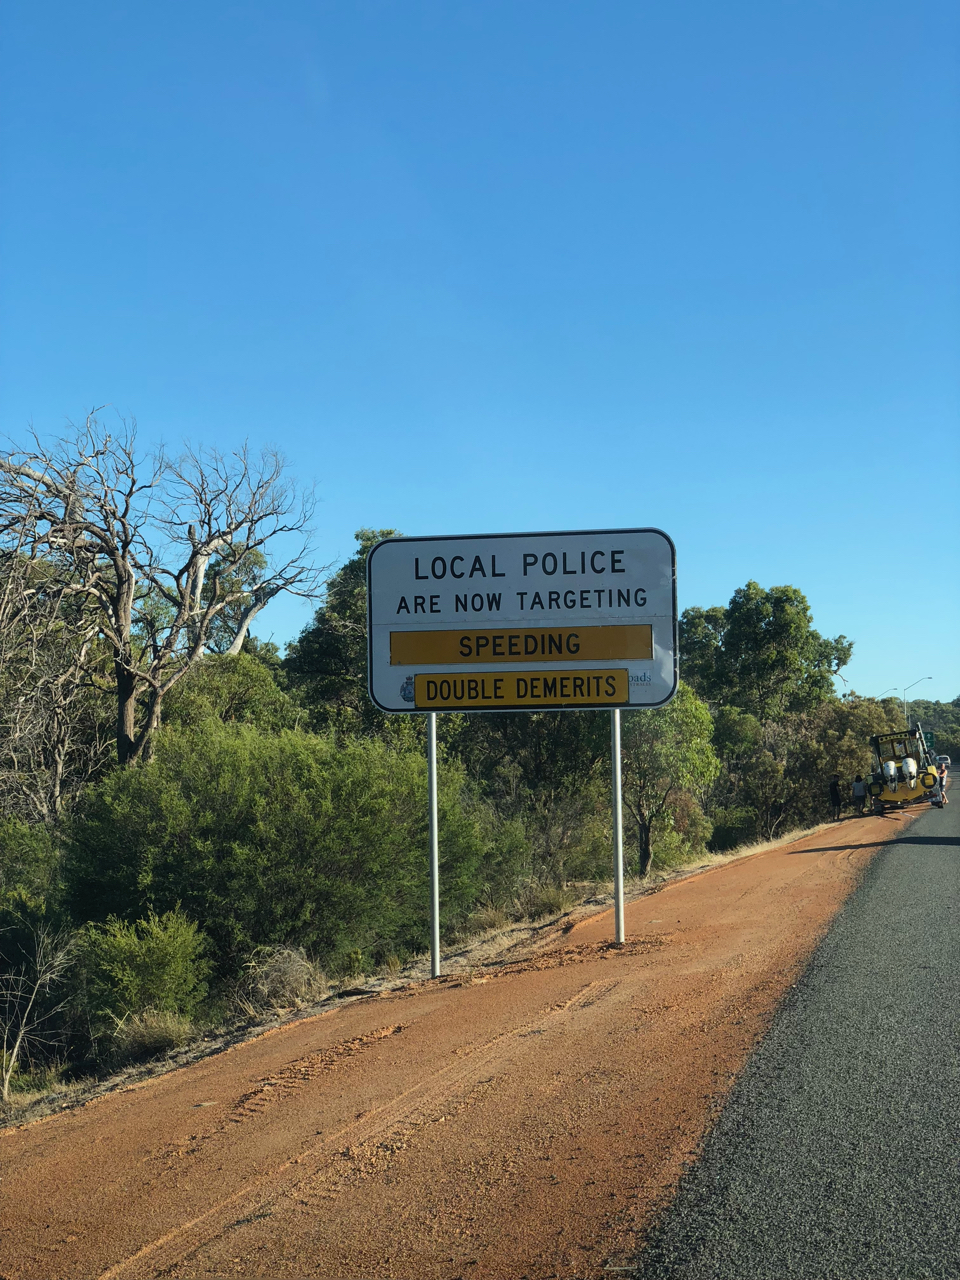 LOCAL POLICE
ARE NOW TARGETING
SPEEDING
DOUBLE DEMERITS